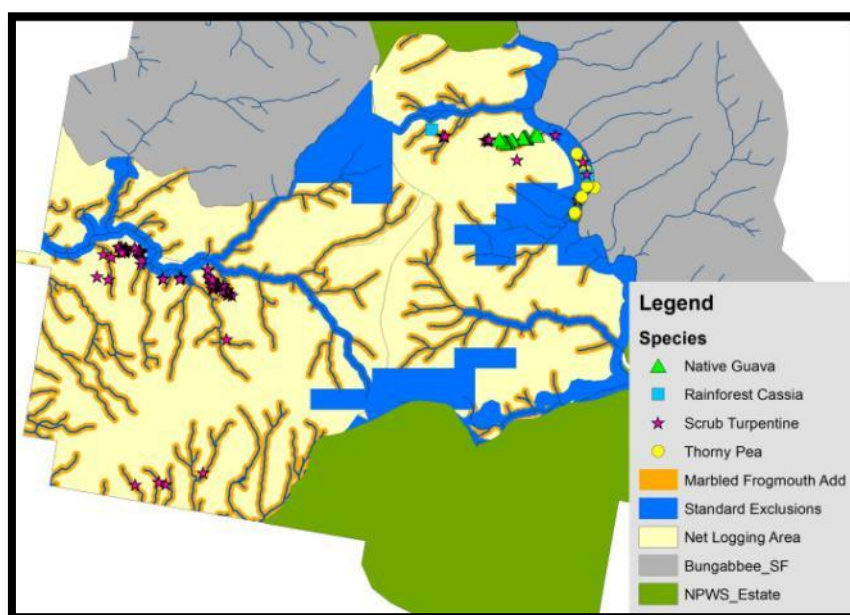 Legend
Species
Native Guava
Rainforest Cassia
Scrub Turpentine
Thorny Pea
Marbled Frogmouth Add
Standard Exclusions
Net Logging Area
Bungabbee_SF
NPWS_Estate